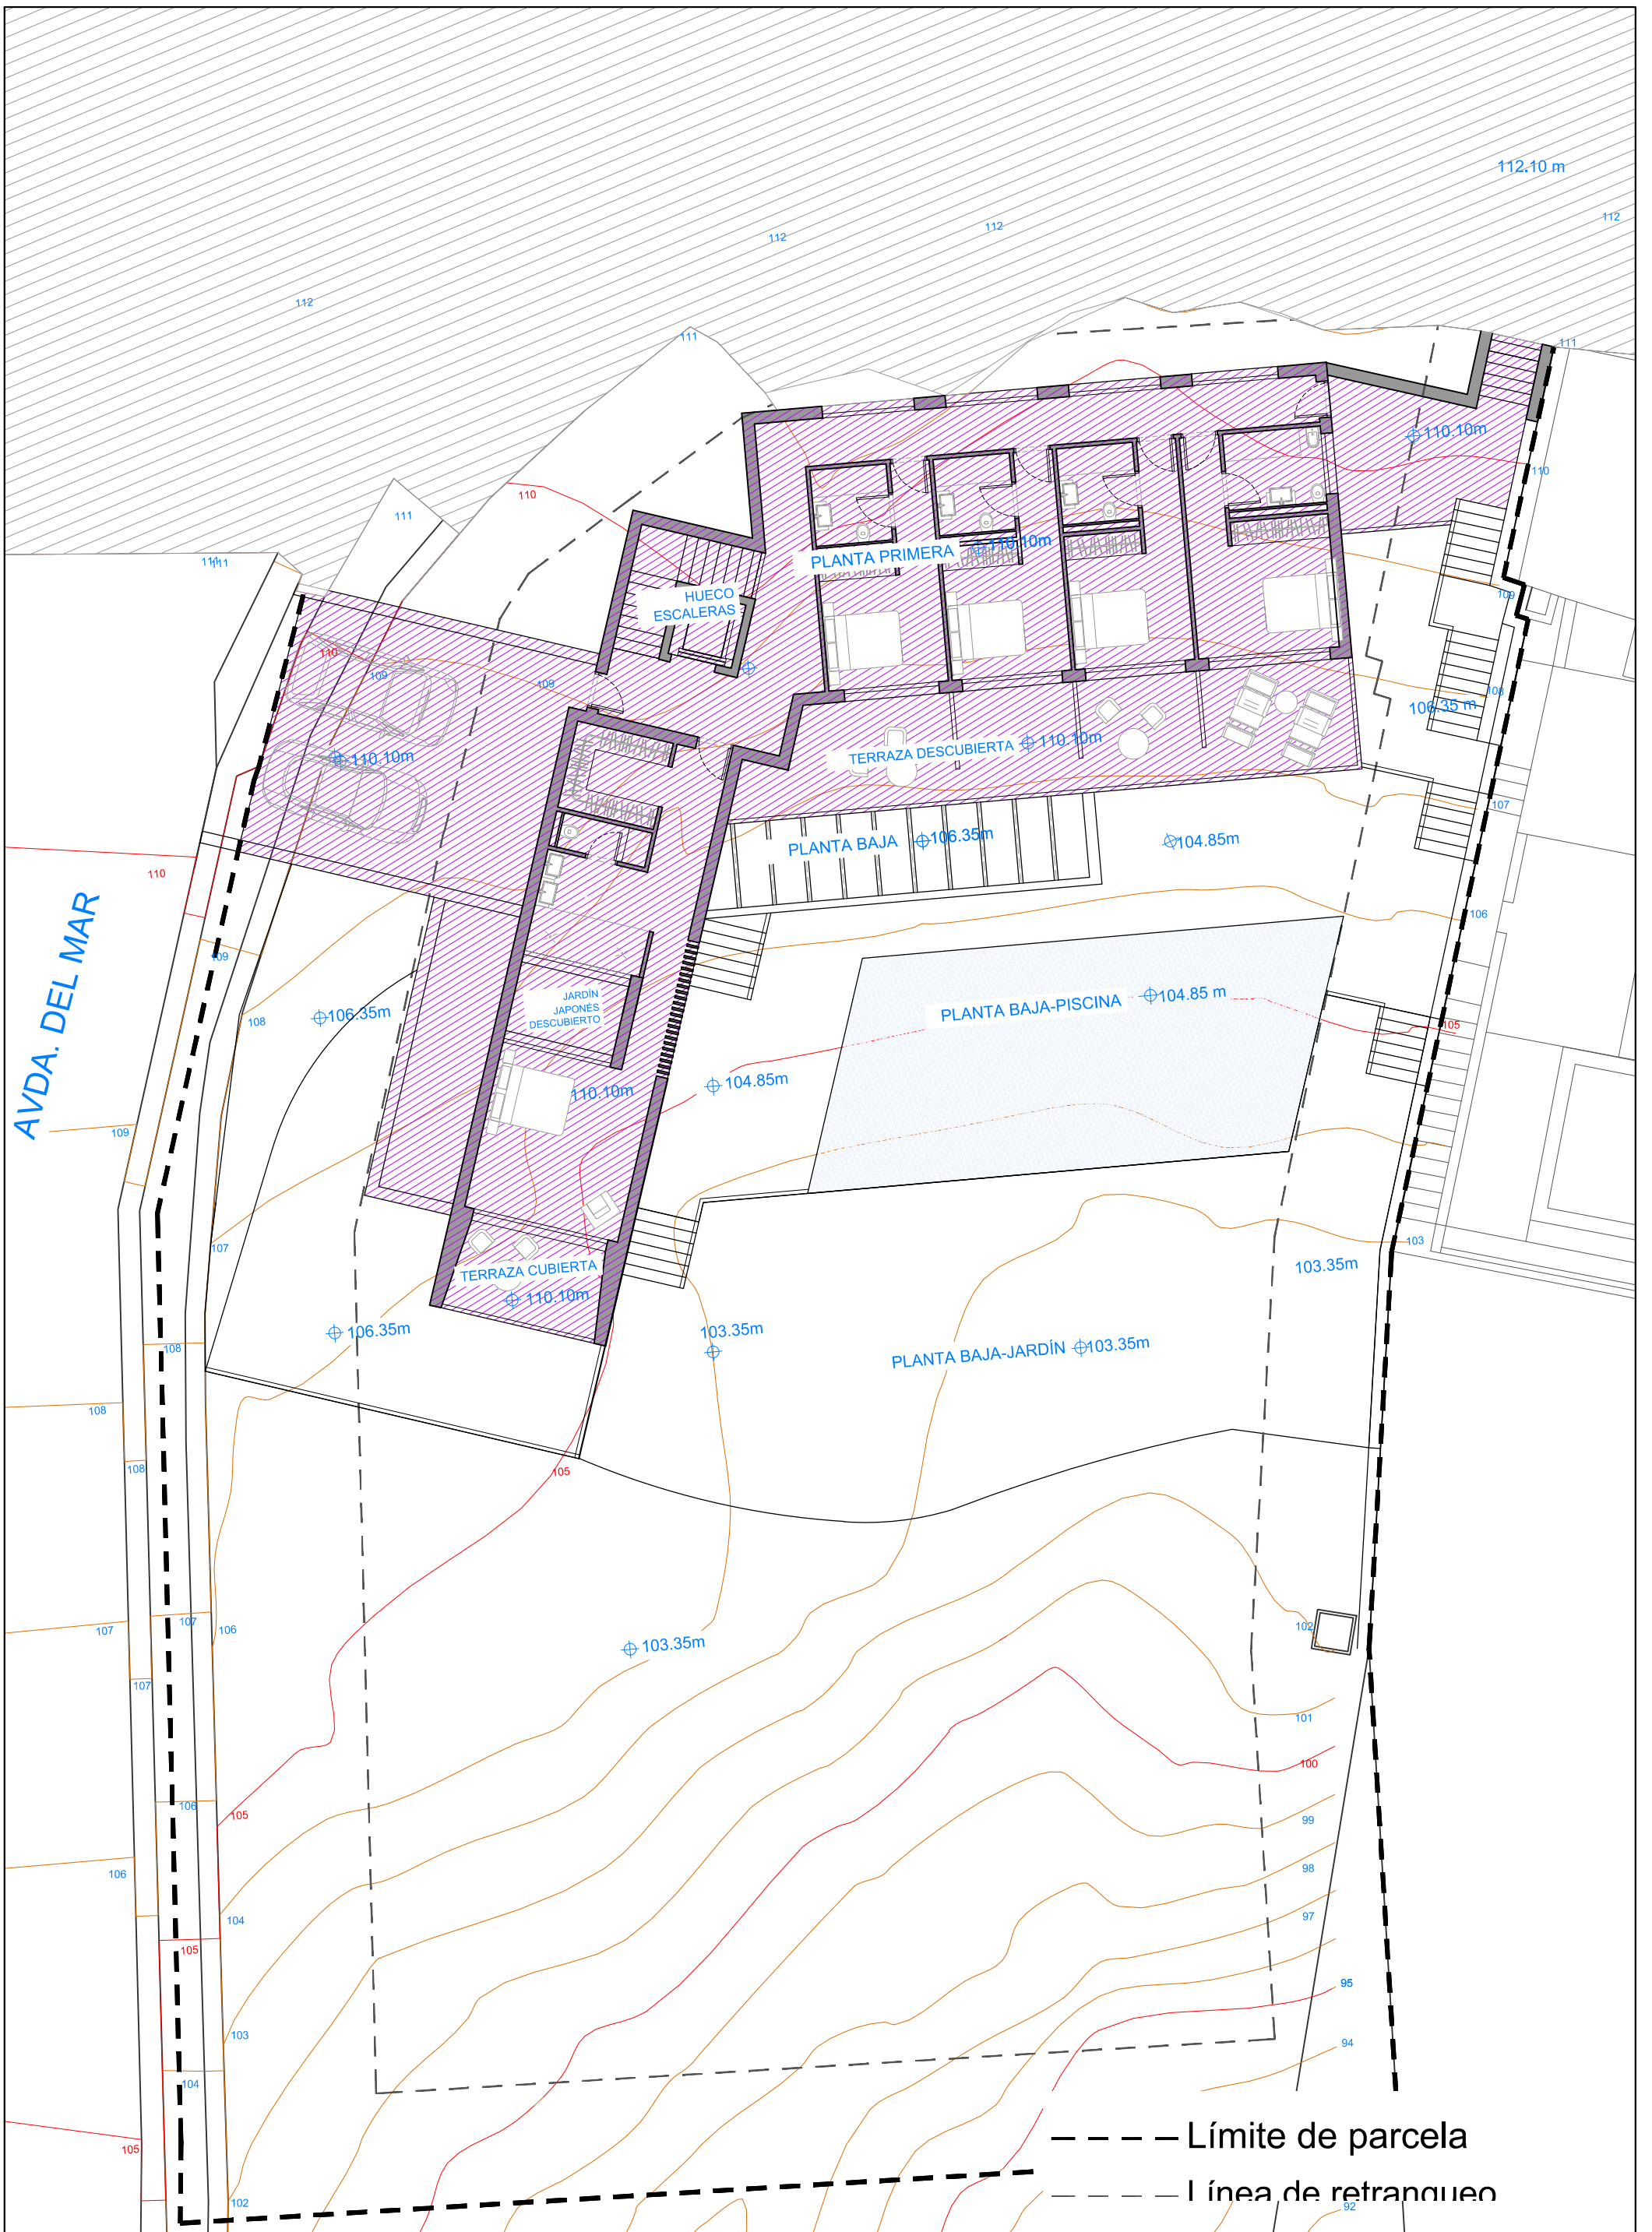 112.10 m
112
112
112
112
111
111
110.10m
110
110
111
111
111
PLANTA PRIMERA
110.10m
HUECO
ESCALERAS
109
110
109
109
108
106.35 m
110.10m
TERRAZA DESCUBIERTA
110.10m
107
PLANTA BAJA
106.35m
104.85m
110
106
AVDA. DEL MAR
109
108
106.35m
JARDÍN
JAPONÉS
DESCUBIERTO
PLANTA BAJA-PISCINA
104.85 m
105
104.85m
110.10m
109
107
103
103.35m
TERRAZA CUBIERTA
110.10m
106.35m
103.35m
PLANTA BAJA-JARDÍN
103.35m
108
108
108
105
107
107
106
102
103.35m
107
101
100
106
105
99
106
98
104
97
105
95
103
94
104
Límite de parcela
105
Línea de retranqueo
102
92